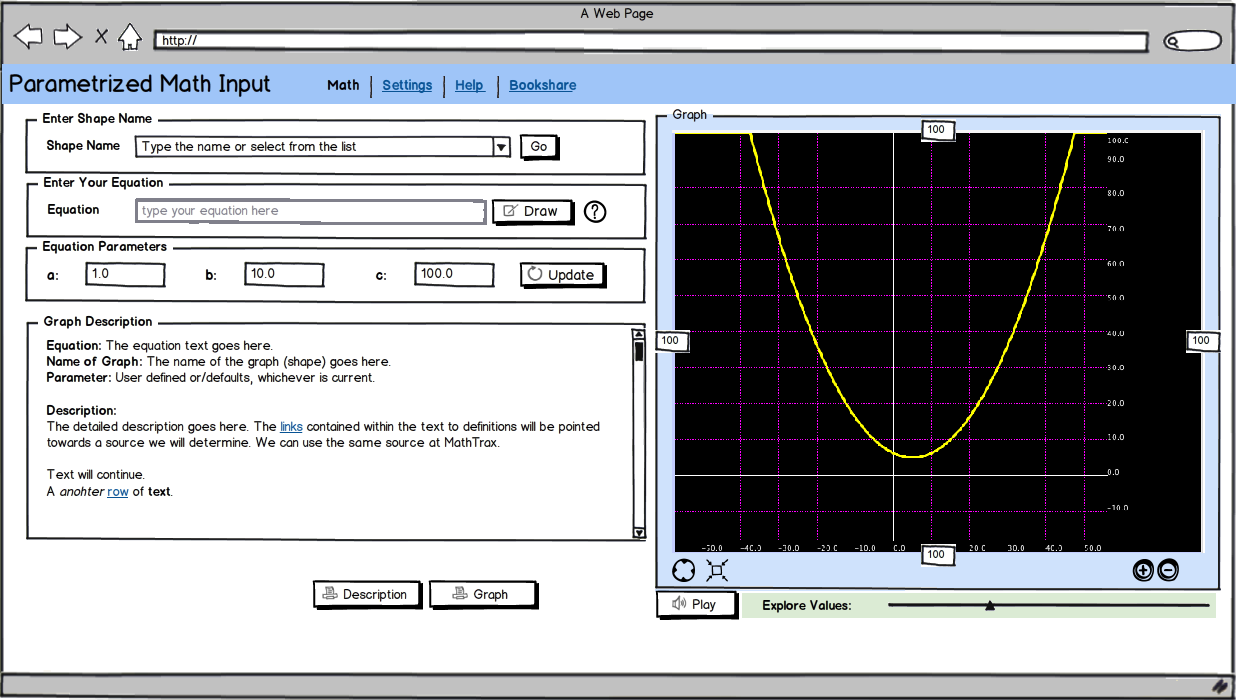 A Web Page
http://
Parametrized Math Input
Math
Settings
Help
Bookshare
Enter Shape Name
Shape Name
Type the name or select from the list
Go
Enter Your Equation
Equation
type your equation here
Draw
?
Equation Parameters
a:
1.0
b:
10.0
c:
100.0
Update
Graph Description
Equation: The equation text goes here.
Name of Graph: The name of the graph (shape) goes here.
Parameter: User defined or/defaults, whichever is current.
Description:
The detailed description goes here. The links contained within the text to definitions will be pointed
towards a source we will determine. We can use the same source at MathTrax.
Text will continue.
A anohter row of text.
Description
Graph
Graph
100
100.0
90.0
80.0
70.0
60.0
50.0
40.0
30.0
20.0
10.0
0.0
-10.0
100
100
-50.0 -40.0 -30.0 -20.0 -10.0 0.0 20.0 30.0 40.0 50.0
100
Play
Explore Values: